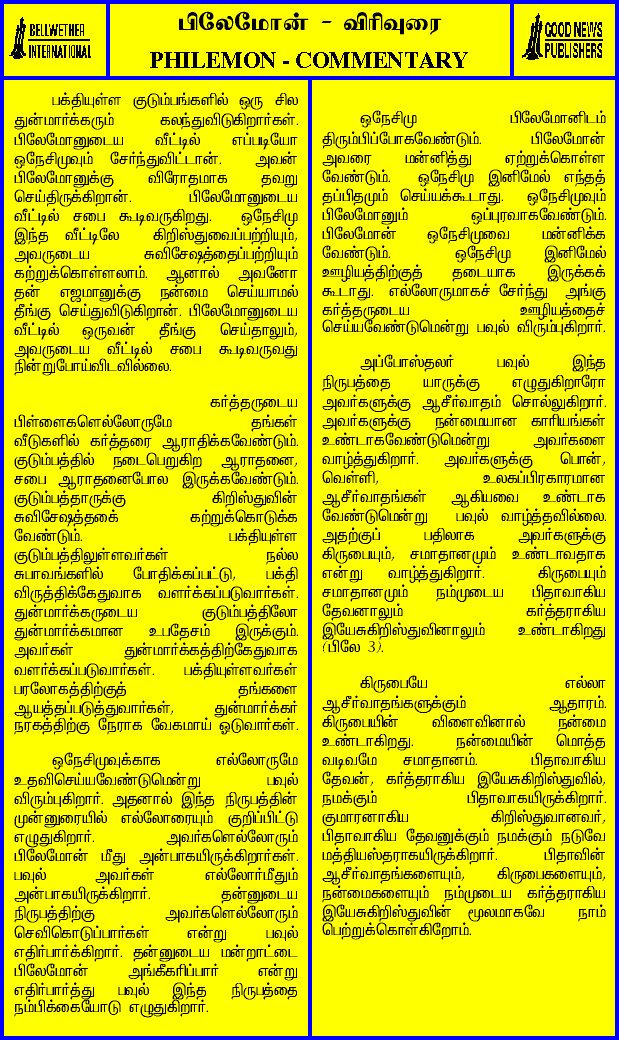 BELLWETHER
INTERNATIONAL
பிலேமோன் - விரிவுரை
PHILEMON - COMMENTARY
GOOD NEWS
PUBLISHERS
பக்தியுள்ள குடும்பங்களில் ஒரு சில
துன்மார்க்கரும் கலந்துவிடுகிறார்கள்.
பிலேமோனுடைய வீட்டில் எப்படியோ
ஒநேசிமுவும் சேர்ந்துவிட்டான். அவன்
பிலேமோனுக்கு விரோதமாக தவறு
செய்திருக்கிறான். பிலேமோனுடைய
வீட்டில் சபை கூடிவருகிறது. ஒநேசிமு
இந்த வீட்டிலே கிறிஸ்துவைப்பற்றியும்,
அவருடைய சுவிசேஷத்தைப்பற்றியும்
கற்றுக்கொள்ளலாம். ஆனால் அவனோ
தன் எஜமானுக்கு நன்மை செய்யாமல்
தீங்கு செய்துவிடுகிறான். பிலேமோனுடைய
வீட்டில் ஒருவன் தீங்கு செய்தாலும்,
அவருடைய வீட்டில் சபை கூடிவருவது
நின்றுபோய்விடவில்லை.
கர்த்தருடைய
பிள்ளைகளெல்லோருமே தங்கள்
வீடுகளில் கர்த்தரை ஆராதிக்கவேண்டும்.
குடும்பத்தில் நடைபெறுகிற ஆராதனை,
சபை ஆராதனைபோல இருக்கவேண்டும்.
குடும்பத்தாருக்கு கிறிஸ்துவின்
சுவிசேஷத்தகை் கற்றுக்கொடுக்க
வேண்டும். பக்தியுள்ள
குடும்பத்திலுள்ளவர்கள் நல்ல
சுபாவங்களில் போதிக்கப்பட்டு, பக்தி
விருத்திக்கேதுவாக வளர்க்கப்படுவார்கள்.
துன்மார்க்கருடைய குடும்பத்திலோ
துன்மார்க்கமான உபதேசம் இருக்கும்.
அவர்கள் துன்மார்க்கத்திற்கேதுவாக
வளர்க்கப்படுவார்கள். பக்தியுள்ளவர்கள்
பரலோகத்திற்குத் தங்களை
ஆயத்தப்படுத்துவார்கள், துன்மார்க்கர்
நரகத்திற்கு நேராக வேகமாய் ஓடுவார்கள்.
ஒநேசிமுவுக்காக எல்லோருமே
உதவிசெய்யவேண்டுமென்று பவுல்
விரும்புகிறார். அதனால் இந்த நிருபத்தின்
முன்னுரையில் எல்லோரையும் குறிப்பிட்டு
எழுதுகிறார். அவர்களெல்லோரும்
பிலேமோன் மீது அன்பாகயிருக்கிறார்கள்.
பவுல் அவர்கள் எல்லோர்மீதும்
அன்பாகயிருக்கிறார். தன்னுடைய
நிருபத்திற்கு அவர்களெல்லோரும்
செவிகொடுப்பார்கள் என்று பவுல்
எதிர்பார்க்கிறார். தன்னுடைய மன்றாட்டை
பிலேமோன் அங்கீகரிப்பார் என்று
எதிர்பார்த்து பவுல் இந்த நிருபத்தை
நம்பிக்கையோடு எழுதுகிறார்.
ஒநேசிமு பிலேமோனிடம்
திரும்பிப்போகவேண்டும். பிலேமோன்
அவரை மன்னித்து ஏற்றுக்கொள்ள
வேண்டும். ஒநேசிமு இனிமேல் எந்தத்
தப்பிதமும் செய்யக்கூடாது. ஒநேசிமுவும்
பிலேமோனும் ஒப்புரவாகவேண்டும்.
பிலேமோன் ஒநேசிமுவை மன்னிக்க
வேண்டும். ஒநேசிமு இனிமேல்
ஊழியத்திற்குத் தடையாக இருக்கக்
கூடாது. எல்லோருமாகச் சேர்ந்து அங்கு
கர்த்தருடைய ஊழியத்தைச்
செய்யவேண்டுமென்று பவுல் விரும்புகிறார்.
அப்போஸ்தலர் பவுல் இந்த
நிருபத்தை யாருக்கு எழுதுகிறாரோ
அவர்களுக்கு ஆசீர்வாதம் சொல்லுகிறார்.
அவர்களுக்கு நன்மையான காரியங்கள்
உண்டாகவேண்டுமென்று அவர்களை
வாழ்த்துகிறார். அவர்களுக்கு பொன்,
வெள்ளி, உலகப்பிரகாரமான
ஆசீர்வாதங்கள் ஆகியவை உண்டாக
வேண்டுமென்று பவுல் வாழ்த்தவில்லை.
அதற்குப் பதிலாக அவர்களுக்கு
கிருபையும், சமாதானமும் உண்டாவதாக
என்று வாழ்த்துகிறார். கிருபையும்
சமாதானமும் நம்முடைய பிதாவாகிய
தேவனாலும் கர்த்தராகிய
இயேசுகிறிஸ்துவினாலும் உண்டாகிறது
(பிலே 3).
கிருபையே எல்லா
ஆசீர்வாதங்களுக்கும் ஆதாரம்.
கிருபையின் விளைவினால் நன்மை
உண்டாகிறது. நன்மையின் மொத்த
வடிவமே சமாதானம். பிதாவாகிய
தேவன், கர்த்தராகிய இயேசுகிறிஸ்துவில்,
நமக்கும் பிதாவாகயிருக்கிறார்.
குமாரனாகிய கிறிஸ்துவானவர்,
பிதாவாகிய தேவனுக்கும் நமக்கும் நடுவே
மத்தியஸ்தராகயிருக்கிறார். பிதாவின்
ஆசீர்வாதங்களையும், கிருபைகளையும்,
நன்மைகளையும் நம்முடைய கர்த்தராகிய
இயேசுகிறிஸ்துவின் மூலமாகவே நாம்
பெற்றுக்கொள்கிறோம்.